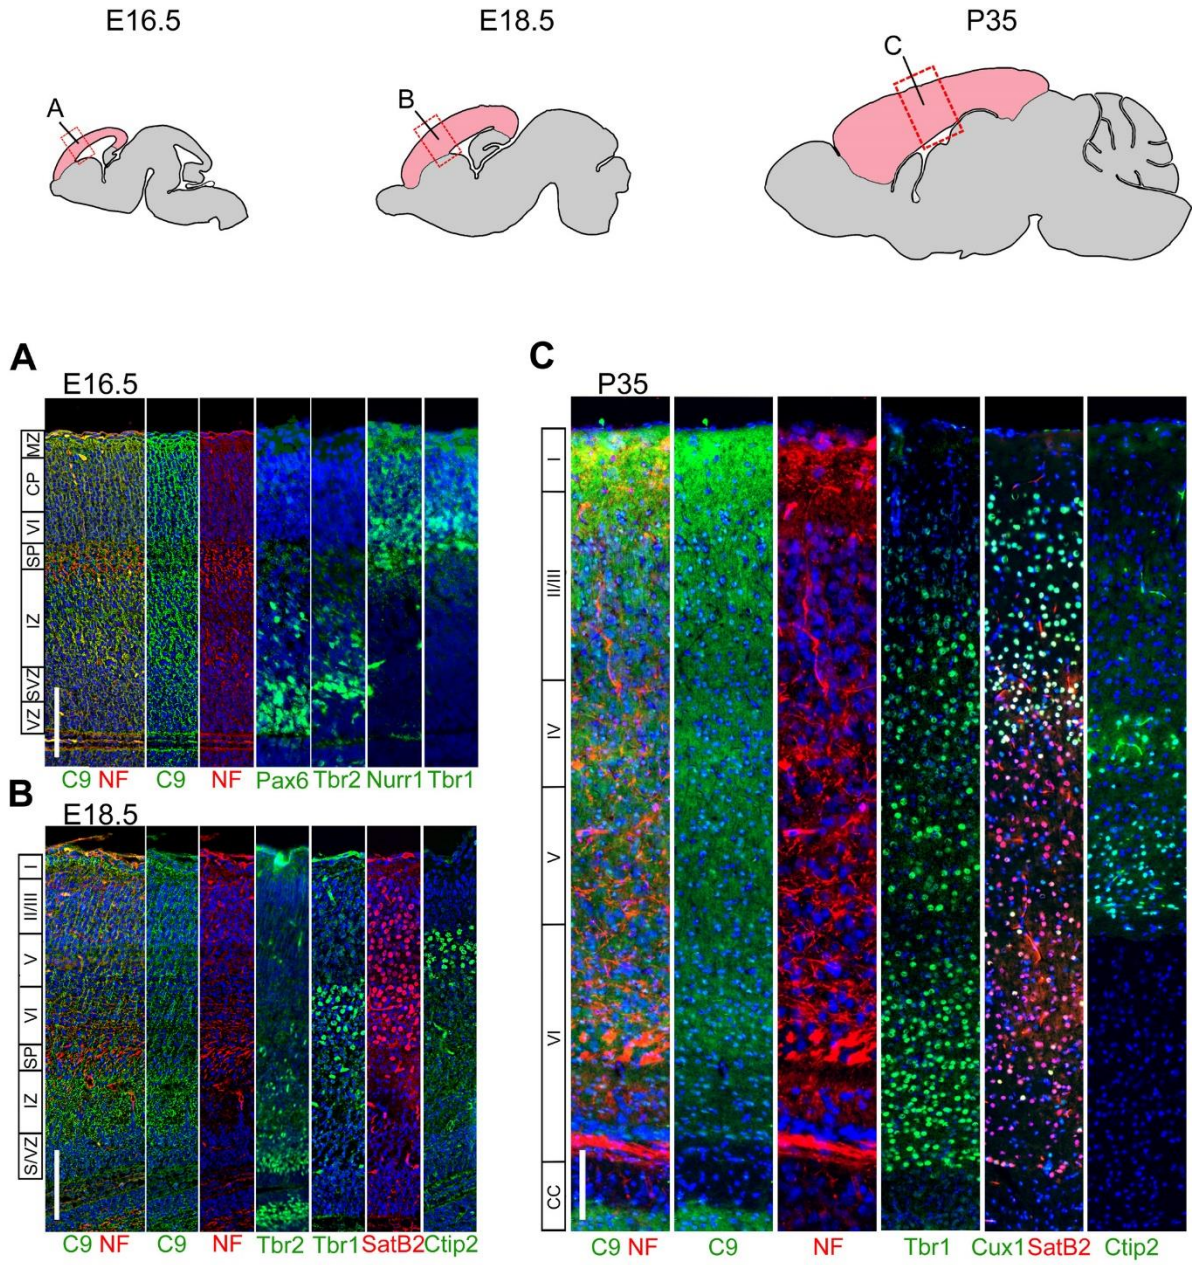 E16.5 E18.5 P35
A
B
C
A
E16.5
MZ
CP
VI
SP
IZ
SVZ
VZ
C9 NF C9 NF Pax6 Tbr2 Nurr1 Tbr1
B
E18.5
I
II/III
V
VI
SP
IZ
S/VZ
C9 NF C9 NF Tbr2 Tbr1 SatB2 Ctip2
C
P35
I
II/III
IV
V
VI
CC
C9 NF C9 NF Tbr1 Cux1 SatB2 Ctip2